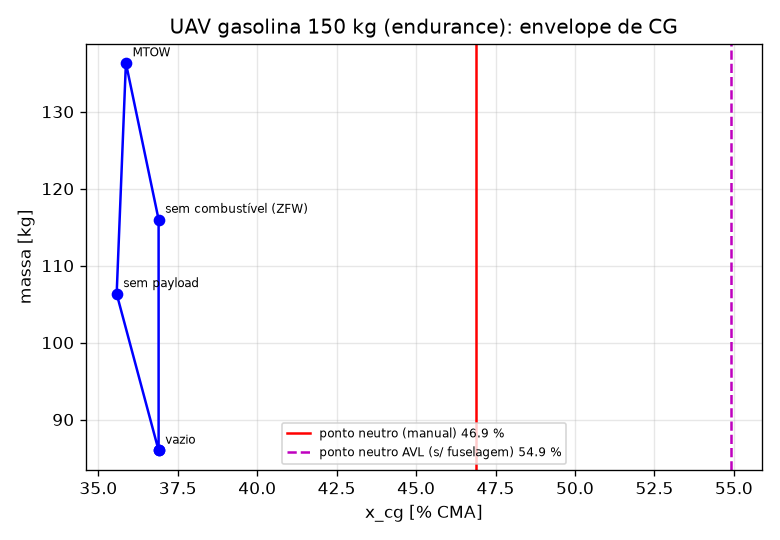 UAV gasolina 150 kg (endurance): envelope de CG
MTOW
130
sem combustível (ZFW)
120
110
sem payload
100
vazio
90
massa [kg]
ponto neutro (manual) 46.9 %
ponto neutro AVL (s/ fuselagem) 54.9 %
35.0 37.5 40.0 42.5 45.0 47.5 50.0 52.5 55.0
x_cg [% CMA]